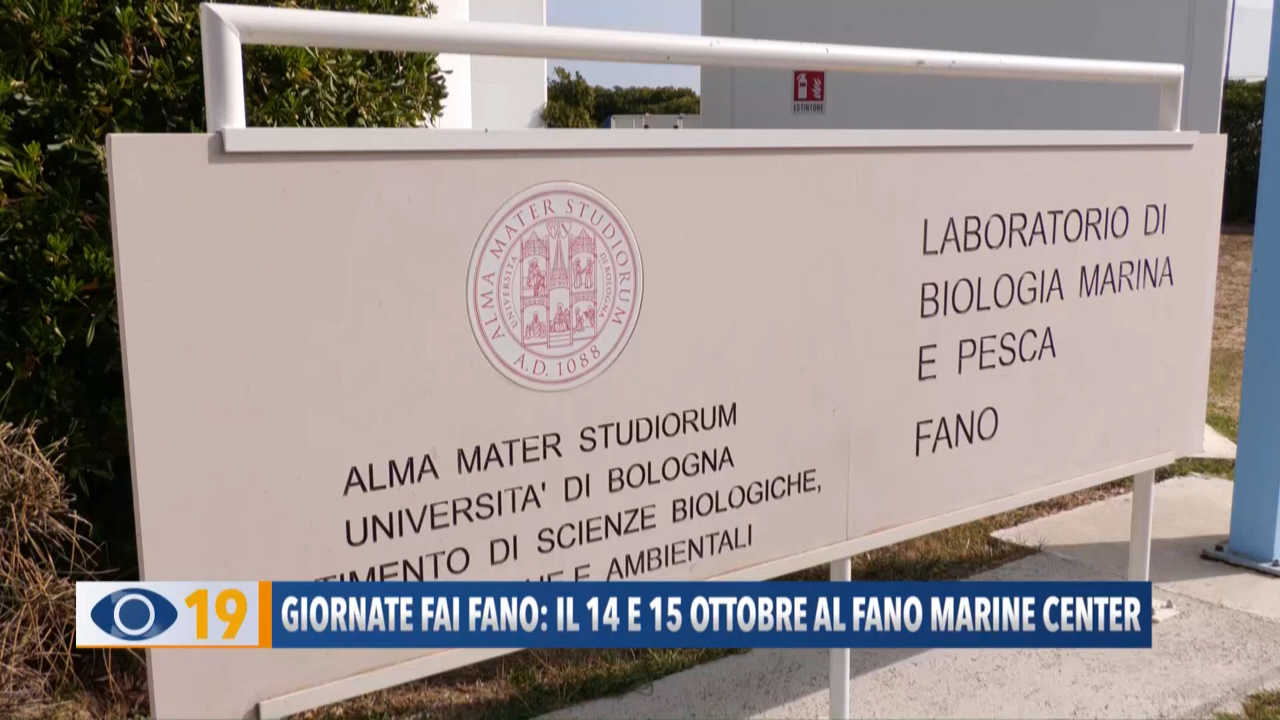 ESTINTORE
ALMA MATER STUDIORUM
UNIVERSITÀ
DI BOLOGNA
A.D. 1088
ALMA MATER STUDIORUM
UNIVERSITA' DI BOLOGNA
TIMENTO DI SCIENZE BIOLOGICHE,
E AMBIENTALI
LABORATORIO DI
BIOLOGIA MARINA
E PESCA
FANO
19
GIORNATE FAI FANO: IL 14 E 15 OTTOBRE AL FANO MARINE CENTER